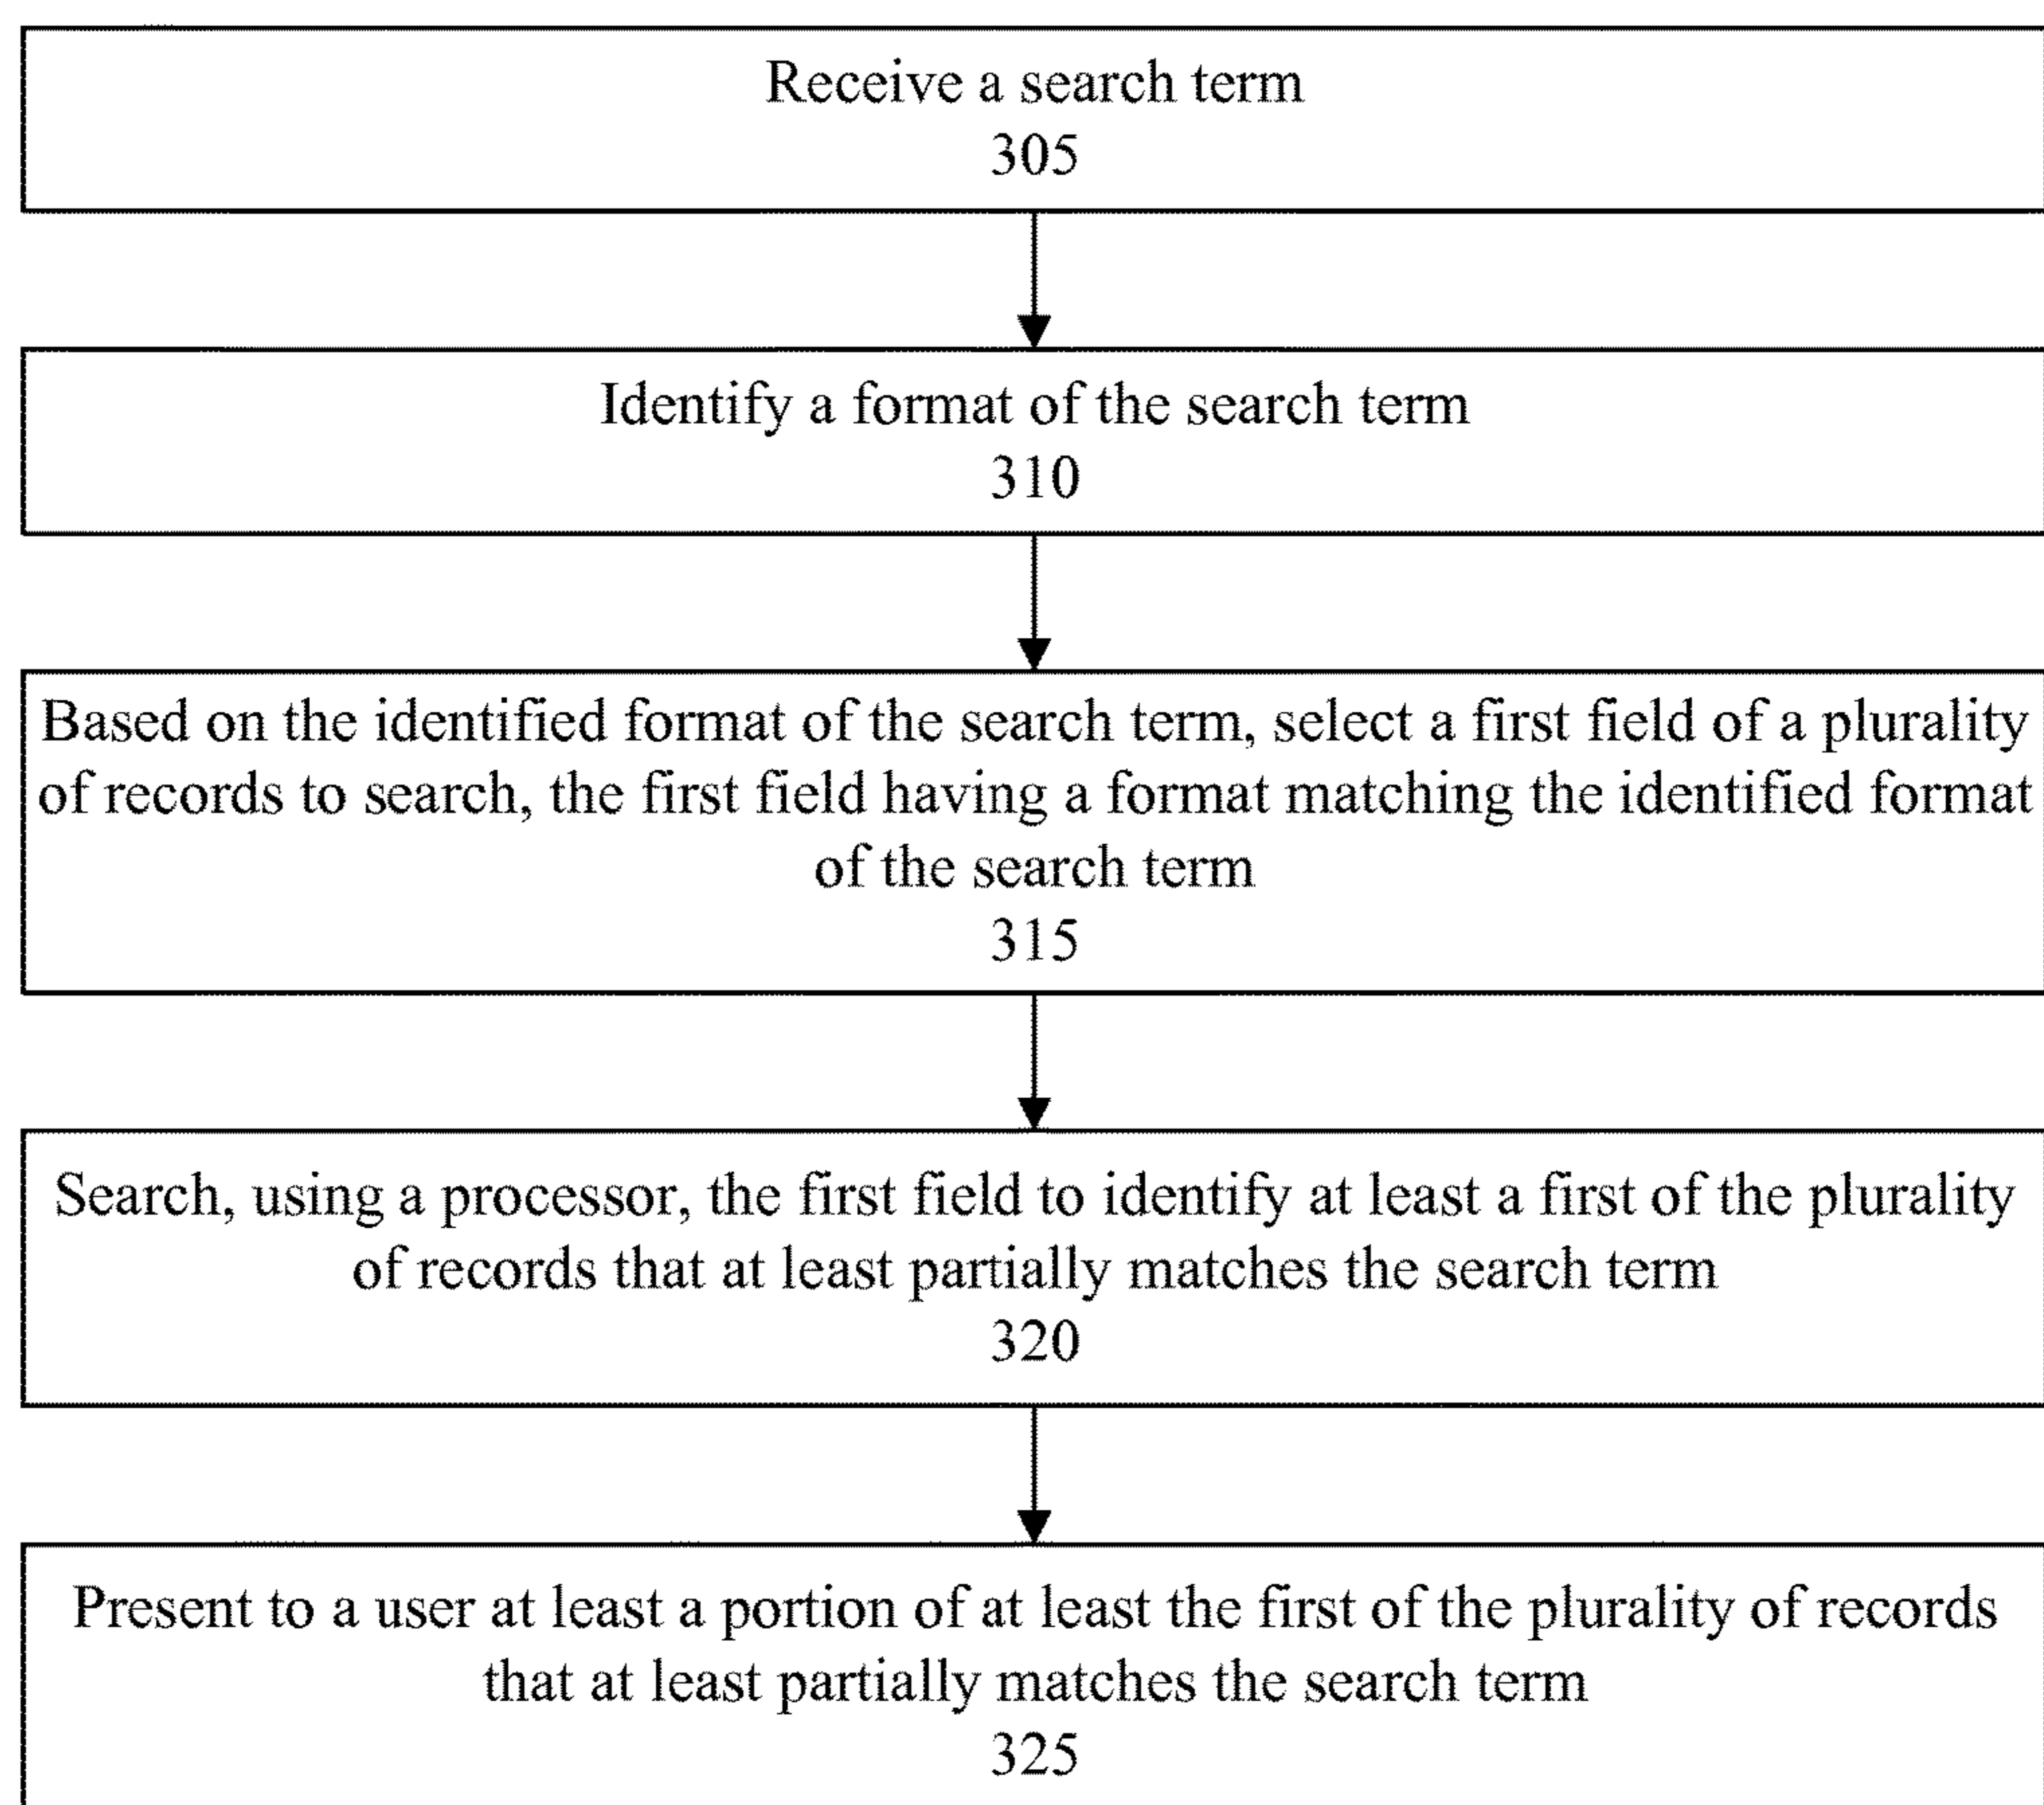 Receive a search term
305
Identify a format of the search term
310
Based on the identified format of the search term, select a first field of a plurality
of records to search, the first field having a format matching the identified format
of the search term
315
Search, using a processor, the first field to identify at least a first of the plurality
of records that at least partially matches the search term
320
Present to a user at least a portion of at least the first of the plurality of records
that at least partially matches the search term
325